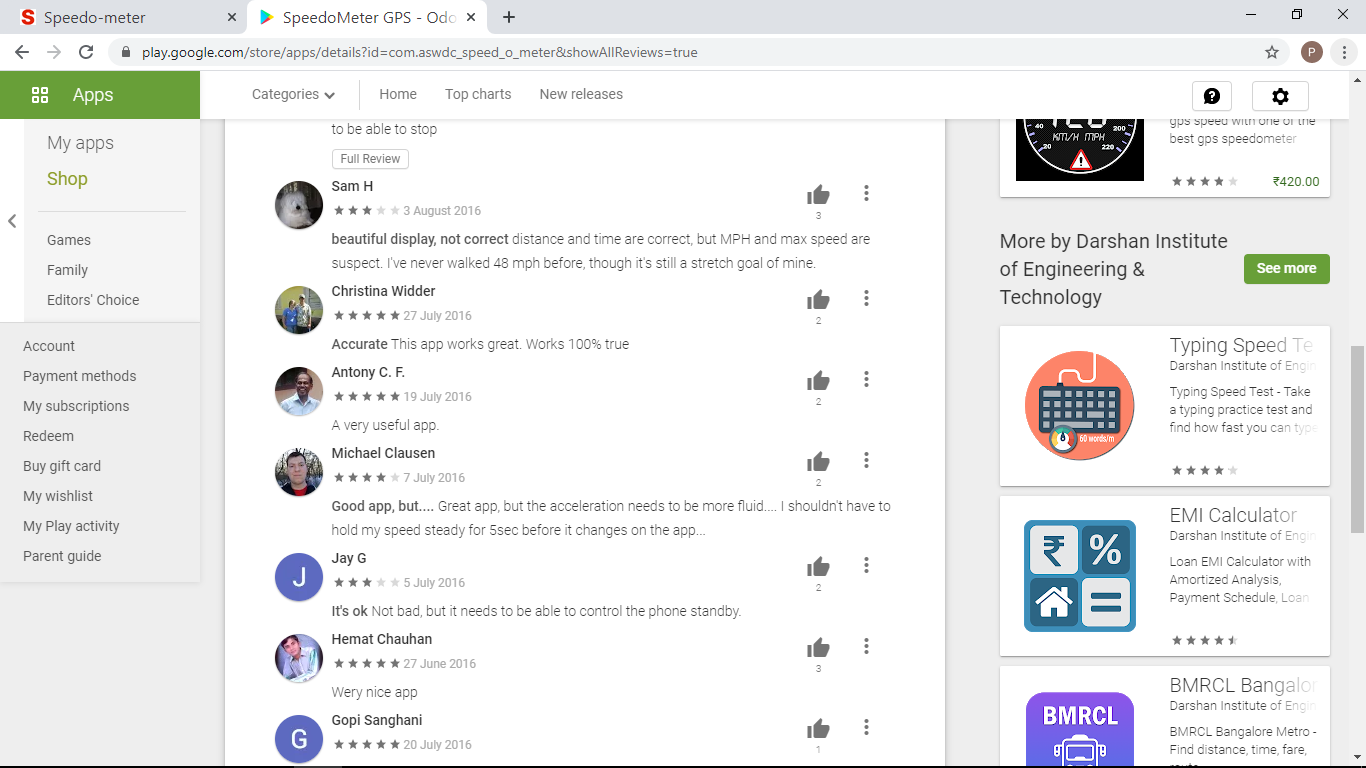 Speedo-meter
SpeedoMeter GPS - Odo
play.google.com/store/apps/details?id=com.aswdc_speed_o_meter&showAllReviews=true
P
Apps
Categories
Home
Top charts
New releases
My apps
Shop
Games
Family
Editors' Choice
Account
Payment methods
My subscriptions
Redeem
Buy gift card
My wishlist
My Play activity
Parent guide
to be able to stop
Full Review
Sam H
3 August 2016
3
beautiful display, not correct distance and time are correct, but MPH and max speed are
suspect. I've never walked 48 mph before, though it's still a stretch goal of mine.
Christina Widder
27 July 2016
2
Accurate This app works great. Works 100% true
Antony C. F.
19 July 2016
2
A very useful app.
Michael Clausen
7 July 2016
2
Good app, but.... Great app, but the acceleration needs to be more fluid.... I shouldn't have to
hold my speed steady for 5sec before it changes on the app...
J
Jay G
5 July 2016
2
It's ok Not bad, but it needs to be able to control the phone standby.
Hemat Chauhan
27 June 2016
3
Wery nice app
G
Gopi Sanghani
20 July 2016
1
40
200
KM/H MPH
20
220
gps speed with one of the
best gps speedometer
₹420.00
More by Darshan Institute
of Engineering &
Technology
See more
60 words/m
Typing Speed Te
Darshan Institute of Engin
Typing Speed Test - Take
a typing practice test and
find how fast you can type
₹ %
EMI Calculator
Darshan Institute of Engin
Loan EMI Calculator with
Amortized Analysis,
Payment Schedule, Loan
BMRCL
BMRCL Bangalor
Darshan Institute of Engin
BMRCL Bangalore Metro -
Find distance, time, fare,